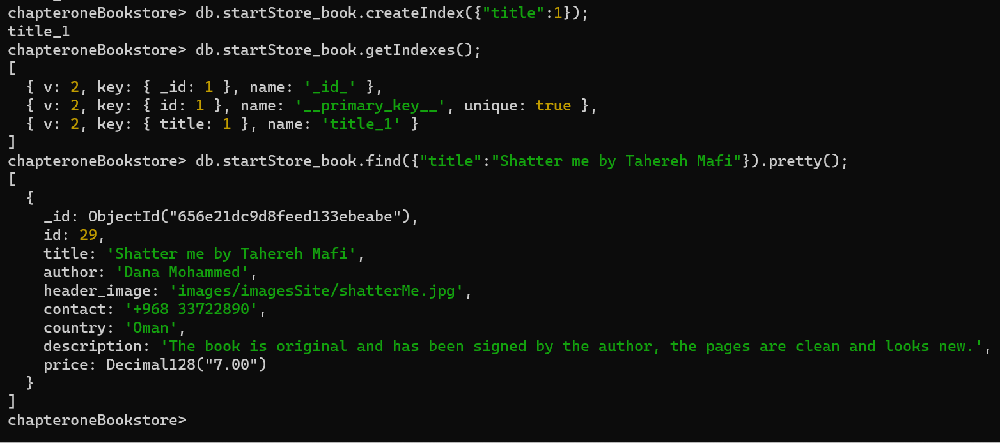 chapteroneBookstore> db.startStore_book.createIndex({"title":1});
title_1
chapteroneBookstore> db.startStore_book.getIndexes();
[
  { v: 2, key: { _id: 1 }, name: '_id_' },
  { v: 2, key: { id: 1 }, name: '__primary_key__', unique: true },
  { v: 2, key: { title: 1 }, name: 'title_1' }
]
chapteroneBookstore> db.startStore_book.find({"title":"Shatter me by Tahereh Mafi"}).pretty();
[
  {
    _id: ObjectId("656e21dc9d8feed133ebeabe"),
    id: 29,
    title: 'Shatter me by Tahereh Mafi',
    author: 'Dana Mohammed',
    header_image: 'images/imagesSite/shatterMe.jpg',
    contact: '+968 33722890',
    country: 'Oman',
    description: 'The book is original and has been signed by the author, the pages are clean and looks new.',
    price: Decimal128("7.00")
  }
]
chapteroneBookstore>